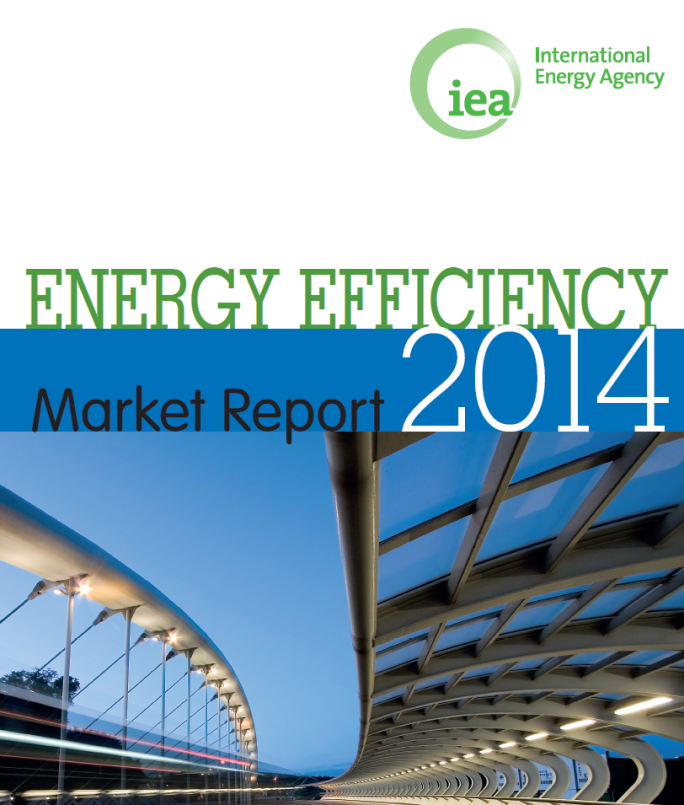 iea
International
Energy Agency
ENERGY EFFICIENCY
Market Report 2014